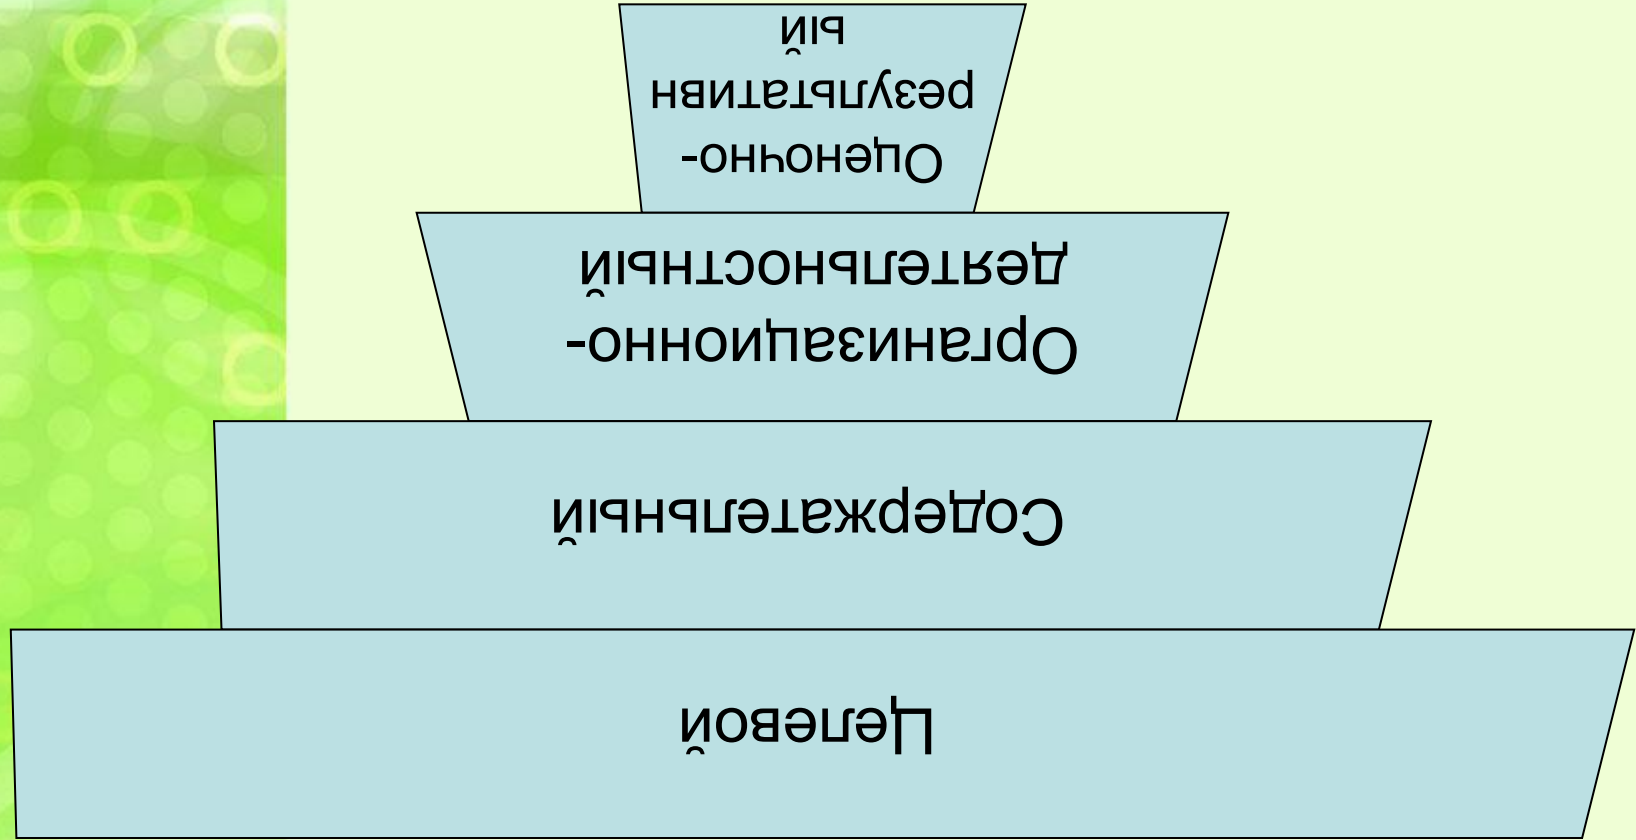 Целевой
Содержательный
Организационно-
деятельностный
Оценочно-
результативн
ый